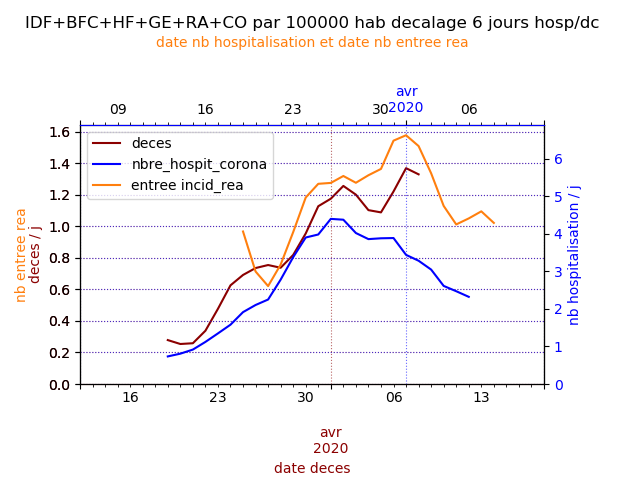 IDF+BFC+HF+GE+RA+CO par 100000 hab decalage 6 jours hosp/dc
date nb hospitalisation et date nb entree rea
avr
2020
09 16 23 30 06
deces
nbre_hospit_corona
entree incid_rea
1.6
1.4
1.2
1.0
0.8
0.6
0.4
0.2
0.0
nb entree rea
deces / j
6
5
4
3
2
1
0
nb hospitalisation / j
16 23 30 06 13
avr
2020
date deces